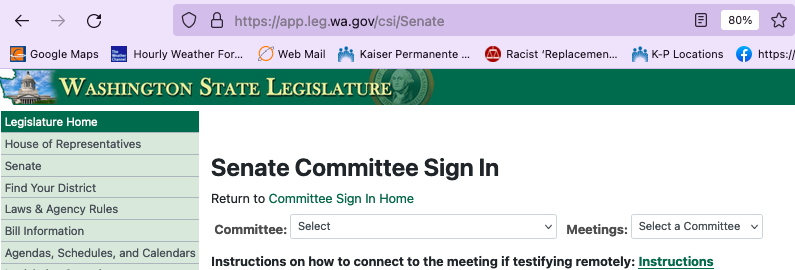 https://app.leg.wa.gov/csi/Senate 80%
Google Maps Hourly Weather For... Web Mail Kaiser Permanente ... Racist ‘Replacemen... K-P Locations https:/
WASHINGTON STATE LEGISLATURE
Legislature Home
House of Representatives
Senate
Find Your District
Laws & Agency Rules
Bill Information
Agendas, Schedules, and Calendars
Senate Committee Sign In
Return to Committee Sign In Home
Committee: Select Meetings: Select a Committee
Instructions on how to connect to the meeting if testifying remotely: Instructions